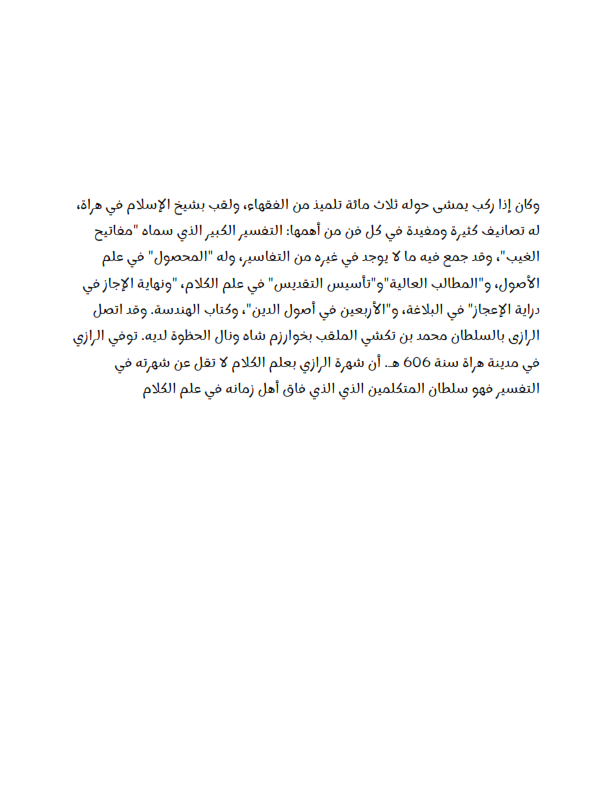 وكان إذا ركب يمشى حوله ثلاث مائة تلميذ من الفقهاء، ولقب بشيخ الإسلام في هراة،
له تصانيف كثيرة ومفيدة في كل فن من أهمها: التفسير الكبير الذي سماه "مفاتيح
الغيب"، وقد جمع فيه ما لا يوجد في غيره من التفاسير، وله "المحصول" في علم
الأصول، و"المطالب العالية"و"تأسيس التقديس" في علم الكلام، "ونهاية الإجاز في
دراية الإعجاز" في البلاغة، و"الأربعين في أصول الدين"، وكتاب الهندسة. وقد اتصل
الرازى بالسلطان محمد بن تكشي الملقب بخوارزم شاه ونال الحظوة لديه. توفي الرازي
في مدينة هراة سنة 606 هـ. أن شهرة الرازي بعلم الكلام لا تقل عن شهرته في
التفسير فهو سلطان المتكلمين الذي الذي فاق أهل زمانه في علم الكلام